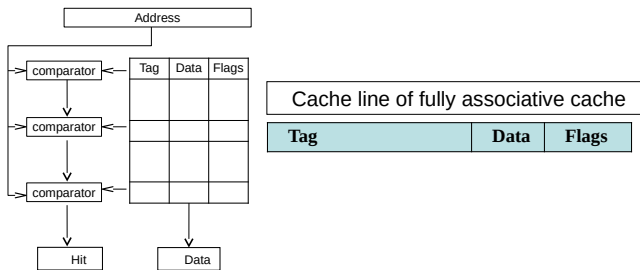 Address
Tag Data Flags
comparator
comparator
comparator
Hit Data
Cache line of fully associative cache
Tag Data Flags